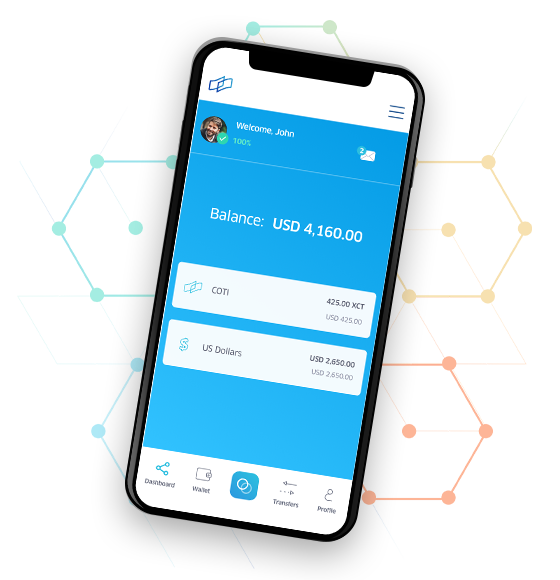 Welcome, John
100%
2
Balance: USD 4,160.00
COTI
425.00 XCT
USD 425.00
US Dollars
USD 2,650.00
USD 2,650.00
Dashboard
Wallet
Transfers
Profile